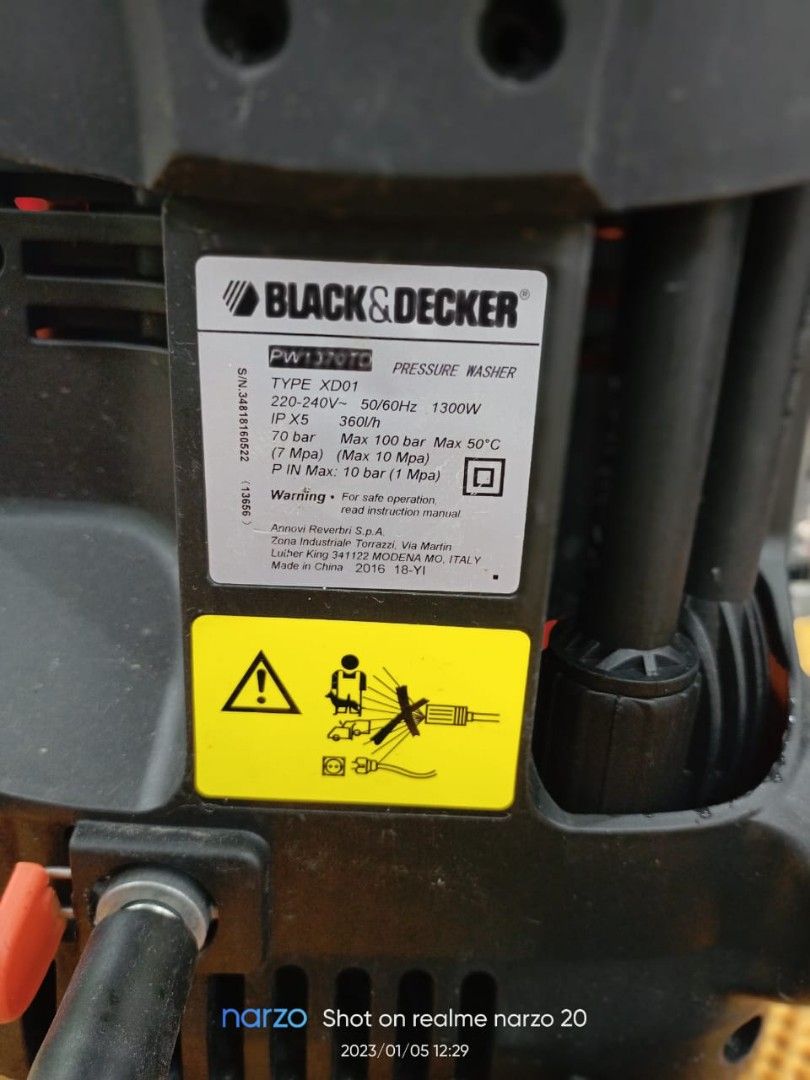 BLACK&DECKER®
PW1370TD
PRESSURE WASHER
TYPE XD01
220-240V~ 50/60Hz 1300W
IP X5 360l/h
70 bar Max 100 bar Max 50°C
(7 Mpa) (Max 10 Mpa)
P IN Max: 10 bar (1 Mpa)
Warning • For safe operation,
read instruction manual
Annovi Reverbri S.p.A.
Zona Industriale Torrazzi, Via Martin
Luther King 341122 MODENA MO, ITALY
Made in China 2016 18-YI
S/N.34818160522 (13656)
narzo Shot on realme narzo 20
2023/01/05 12:29